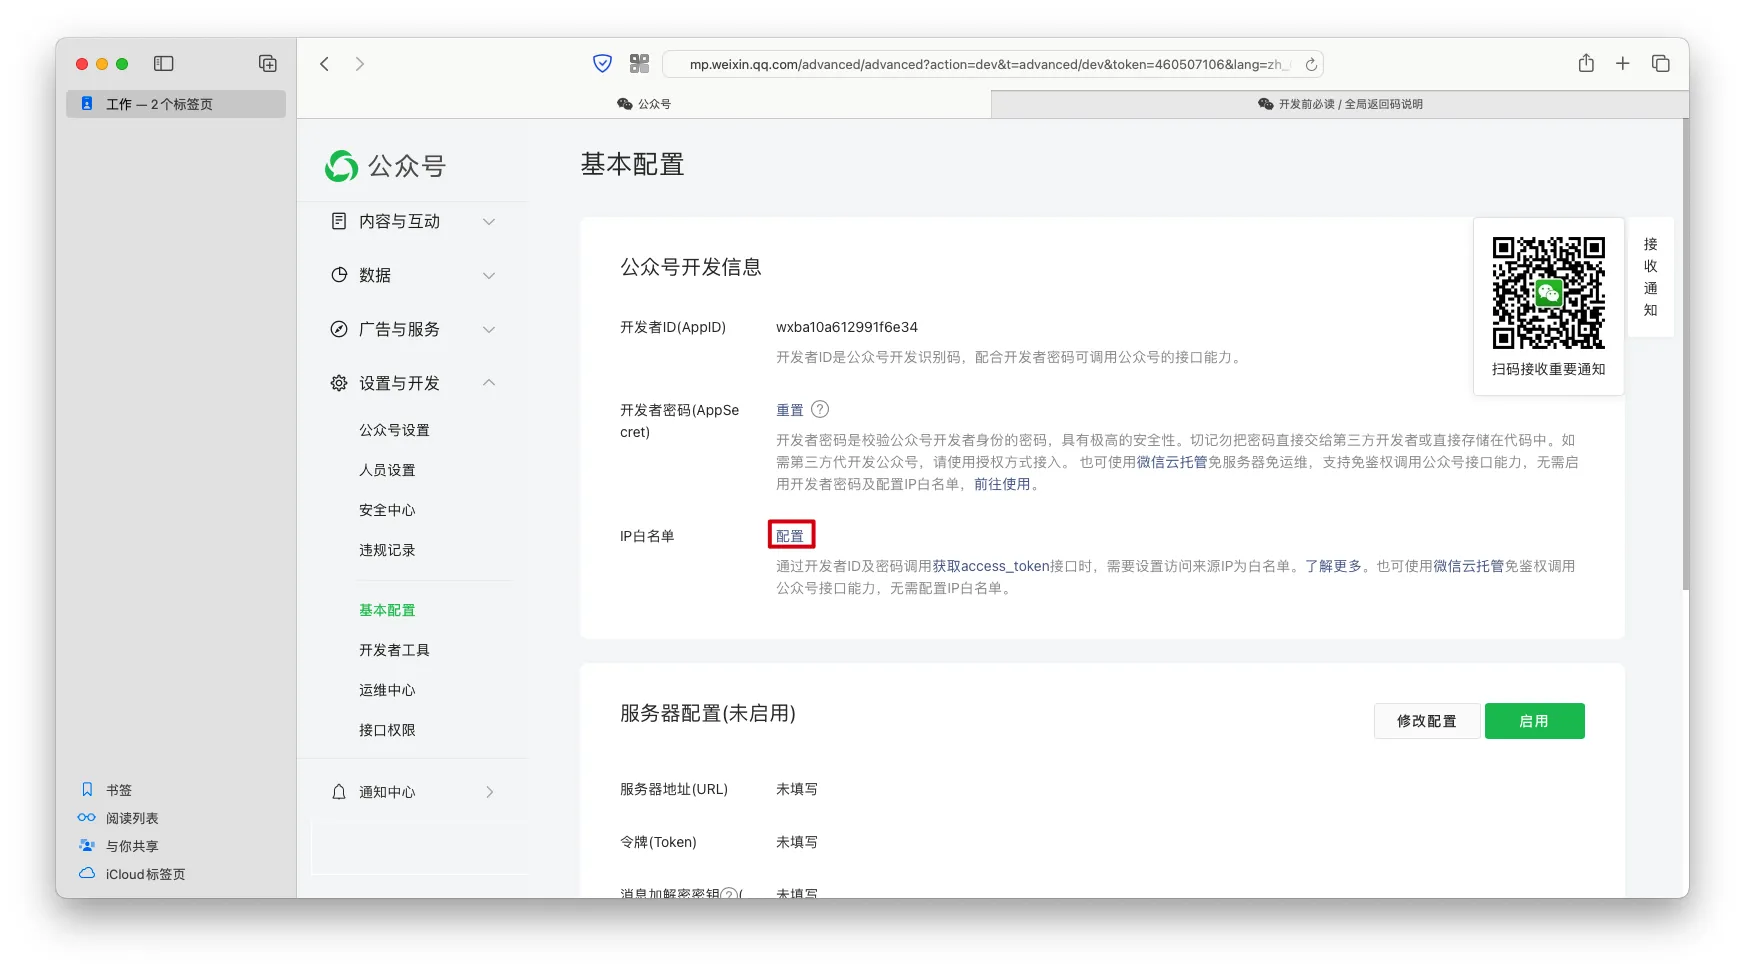 mp.weixin.qq.com/advanced/advanced?action=dev&t=advanced/dev&token=460507106&lang=zh_
工作 — 2个标签页
公众号
开发前必读 / 全局返回码说明
公众号
内容与互动
数据
广告与服务
设置与开发
公众号设置
人员设置
安全中心
违规记录
基本配置
开发者工具
运维中心
接口权限
通知中心
书签
阅读列表
与你共享
iCloud标签页
基本配置
公众号开发信息
开发者ID(AppID)
wxba10a612991f6e34
开发者ID是公众号开发识别码，配合开发者密码可调用公众号的接口能力。
开发者密码(AppSe
cret)
重置 ?
开发者密码是校验公众号开发者身份的密码，具有极高的安全性。切记勿把密码直接交给第三方开发者或直接存储在代码中。如
需第三方代开发公众号，请使用授权方式接入。 也可使用微信云托管免服务器免运维，支持免鉴权调用公众号接口能力，无需启
用开发者密码及配置IP白名单，前往使用。
IP白名单
配置
通过开发者ID及密码调用获取access_token接口时，需要设置访问来源IP为白名单。了解更多。也可使用微信云托管免鉴权调用
公众号接口能力，无需配置IP白名单。
扫码接收重要通知
接
收
通
知
服务器配置(未启用)
修改配置
启用
服务器地址(URL)
未填写
令牌(Token)
未填写
消息加解密密钥?(
未填写